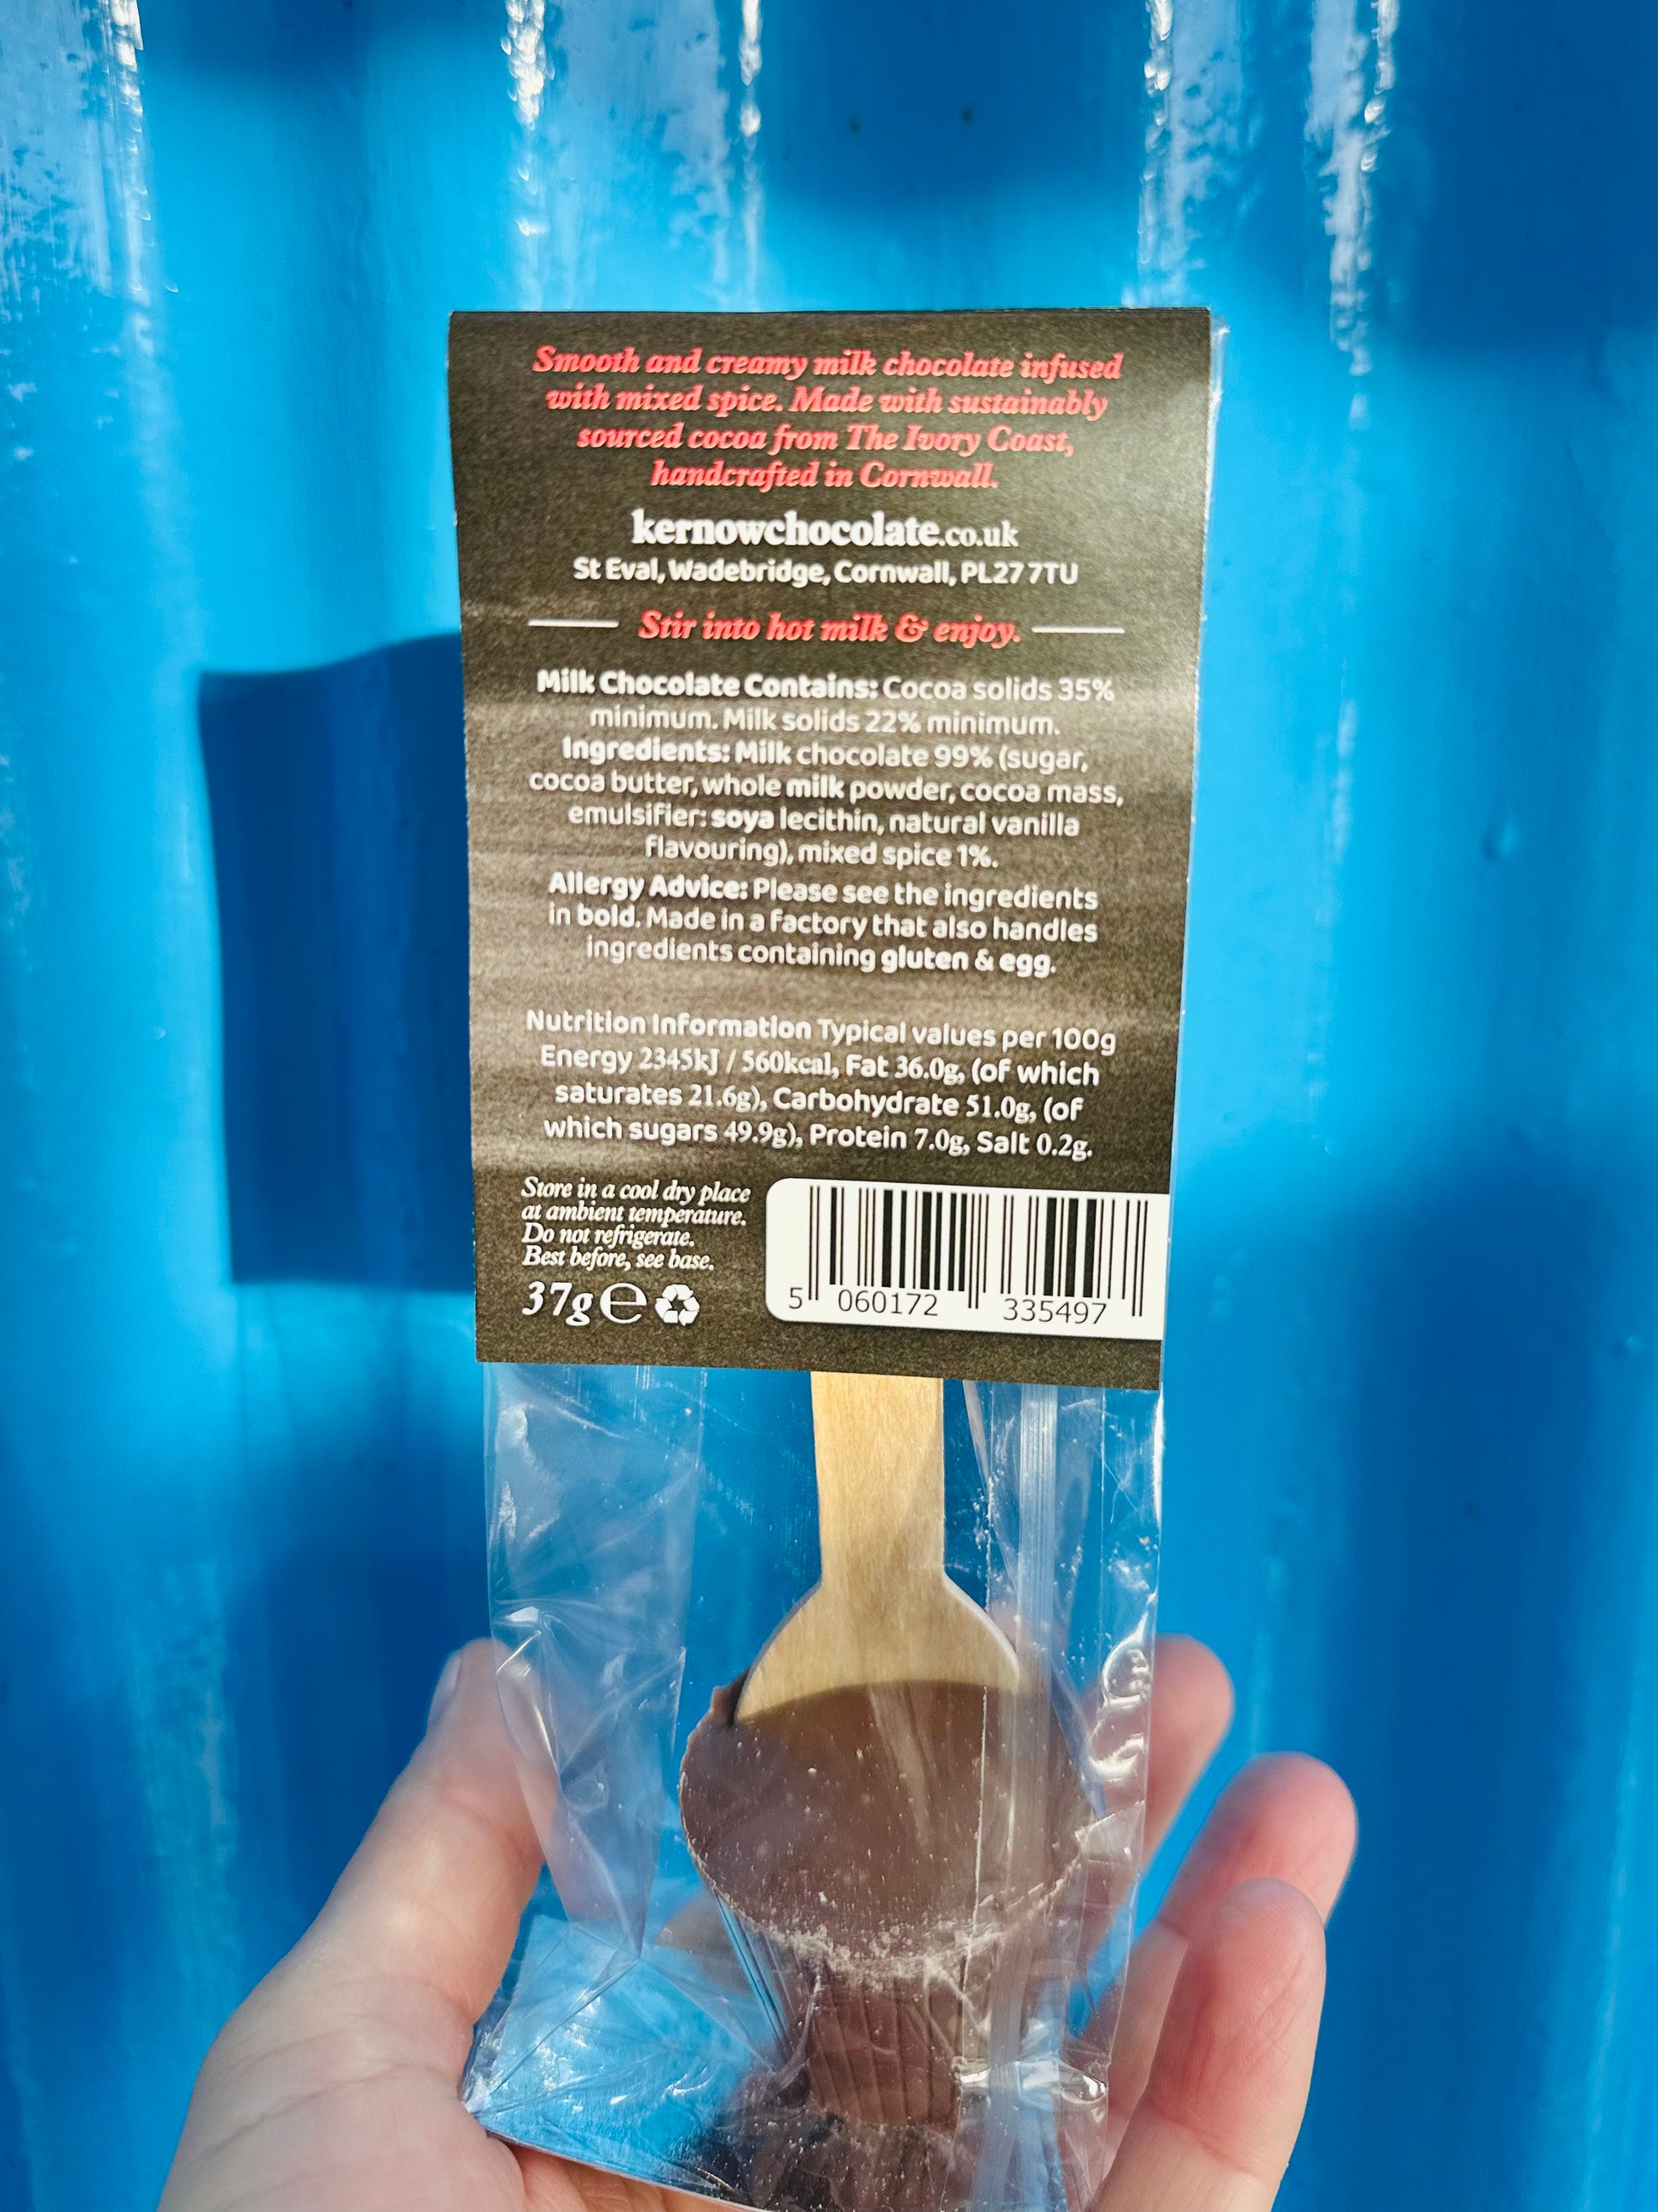 Smooth and creamy milk chocolate infused
with mixed spice. Made with sustainably
sourced cocoa from The Ivory Coast,
handcrafted in Cornwall.
kernowchocolate.co.uk
St Eval, Wadebridge, Cornwall, PL27 7TU
Stir into hot milk & enjoy.
Milk Chocolate Contains: Cocoa solids 35%
minimum. Milk solids 22% minimum.
Ingredients: Milk chocolate 99% (sugar,
cocoa butter, whole milk powder, cocoa mass,
emulsifier: soya lecithin, natural vanilla
flavouring), mixed spice 1%.
Allergy Advice: Please see the ingredients
in bold. Made in a factory that also handles
ingredients containing gluten & egg.
Nutrition Information Typical values per 100g
Energy 2345kJ / 560kcal, Fat 36.0g, (of which
saturates 21.6g), Carbohydrate 51.0g, (of
which sugars 49.9g), Protein 7.0g, Salt 0.2g.
Store in a cool dry place
at ambient temperature.
Do not refrigerate.
Best before, see base.
37g e
5 060172 335497